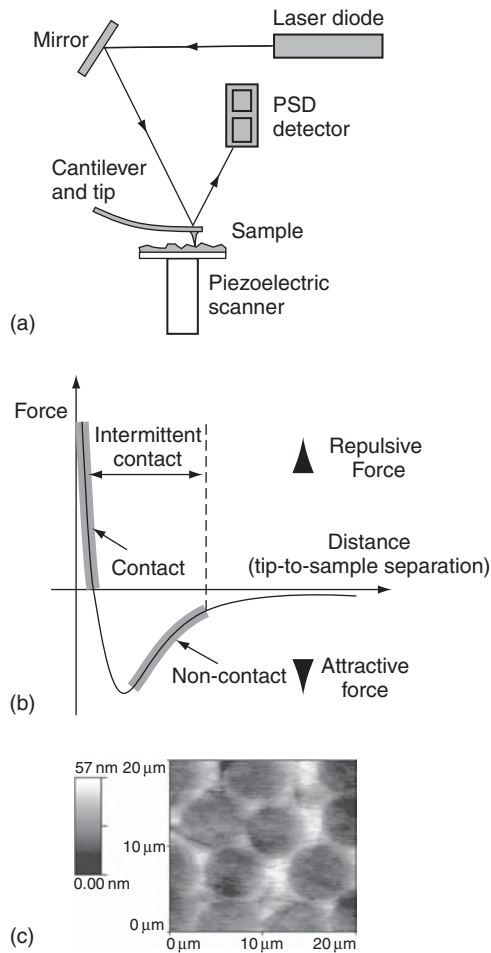 Laser diode
Mirror
PSD
detector
Cantilever
and tip
Sample
Piezoelectric
scanner
(a)
Force
Intermittent
contact
Repulsive
Force
Contact
Distance
(tip-to-sample separation)
Non-contact
Attractive
force
(b)
57 nm
0.00 nm
20 μm
10 μm
0 μm
0 μm
10 μm
20 μm
(c)